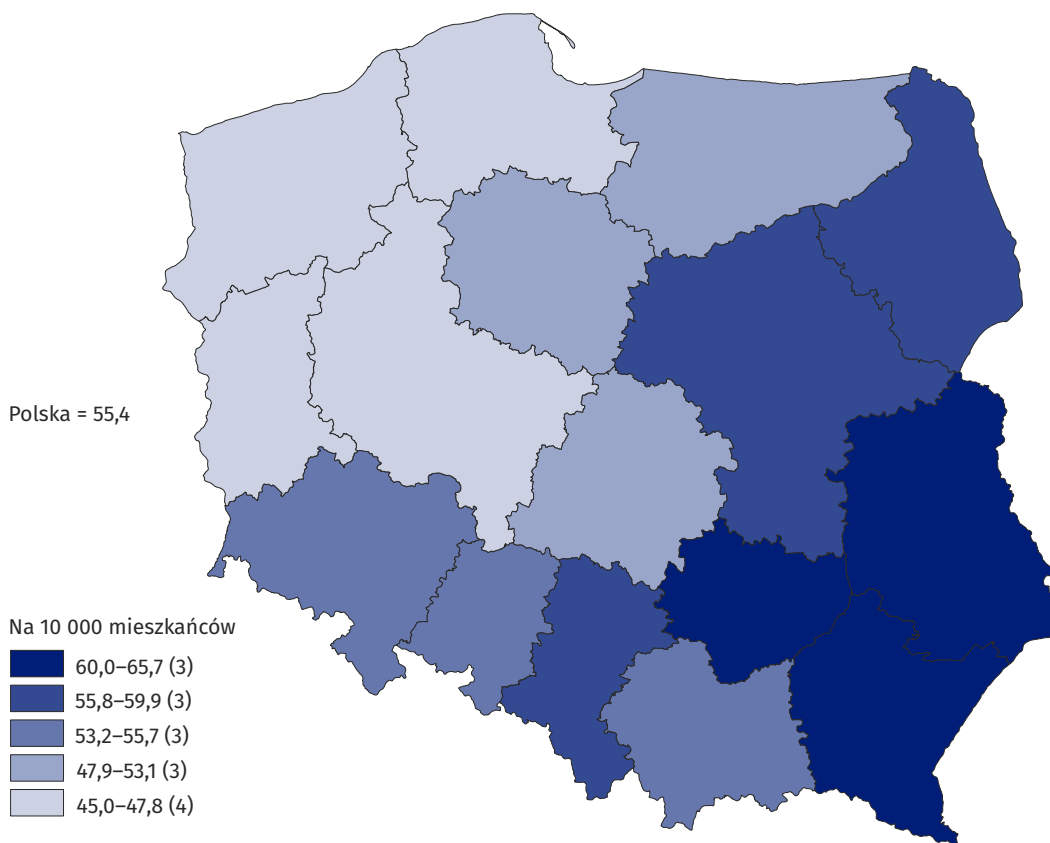 Polska = 55,4
Na 10 000 mieszkańców
60,0–65,7 (3)
55,8–59,9 (3)
53,2–55,7 (3)
47,9–53,1 (3)
45,0–47,8 (4)